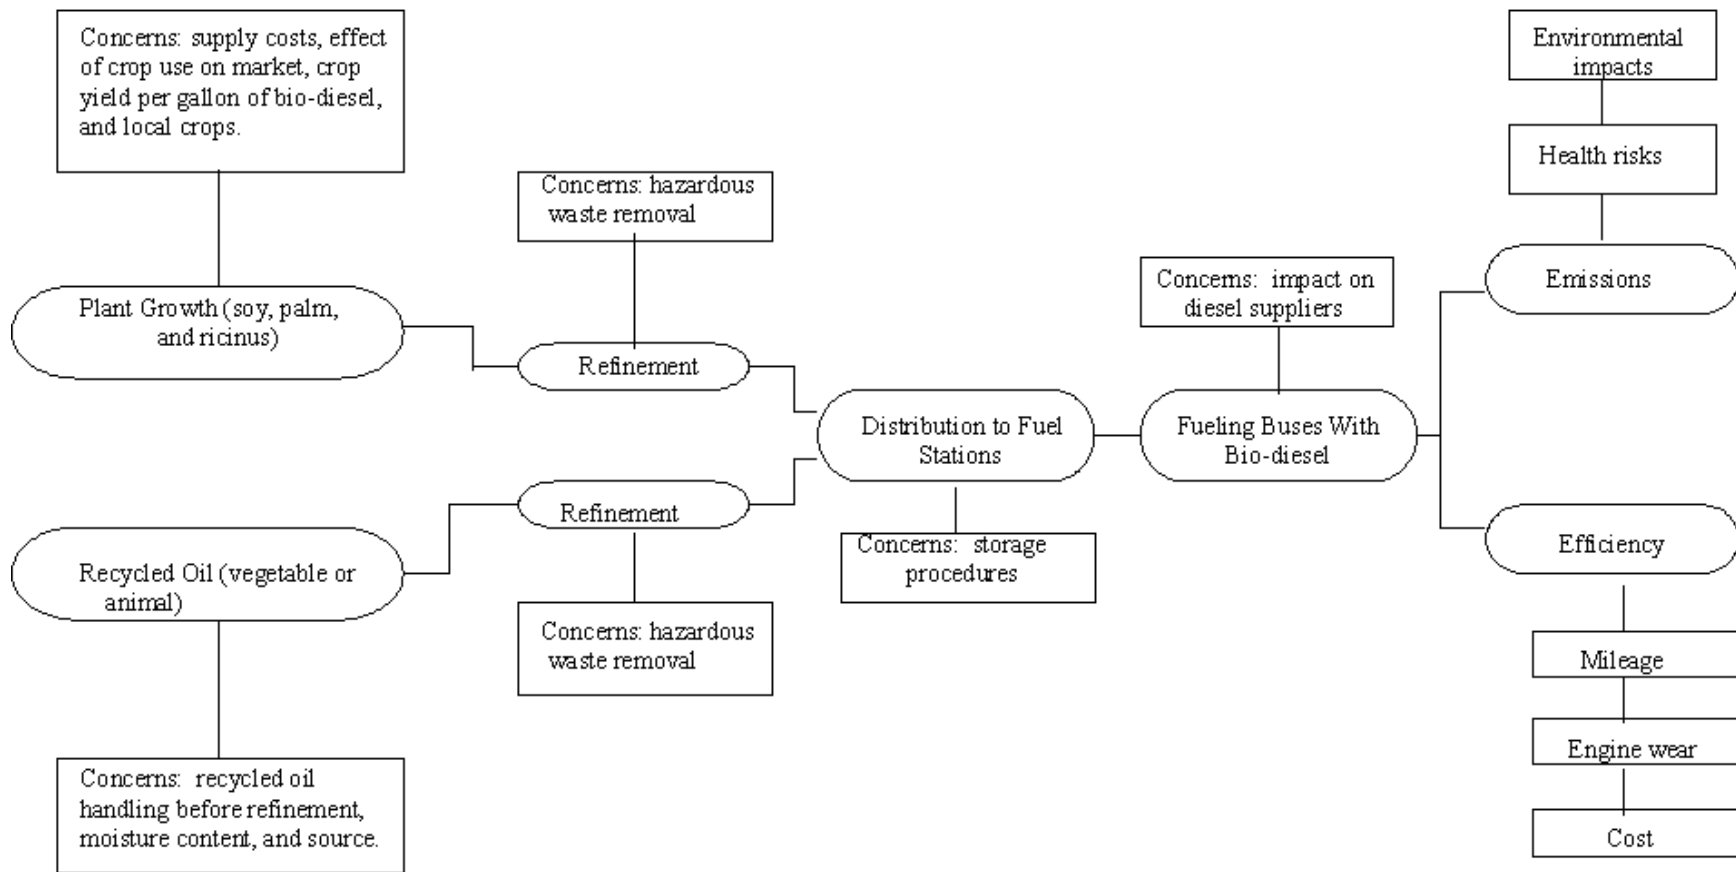 Concerns: supply costs, effect
of crop use on market, crop
yield per gallon of bio-diesel,
and local crops.
Environmental
impacts
Health risks
Concerns: hazardous
waste removal
Concerns: impact on
diesel suppliers
Emissions
Plant Growth (soy, palm,
and ricinus)
Refinement
Distribution to Fuel
Stations
Fueling Buses With
Bio-diesel
Refinement
Concerns: storage
procedures
Efficiency
Recycled Oil (vegetable or
animal)
Concerns: hazardous
waste removal
Mileage
Engine wear
Cost
Concerns: recycled oil
handling before refinement,
moisture content, and source.